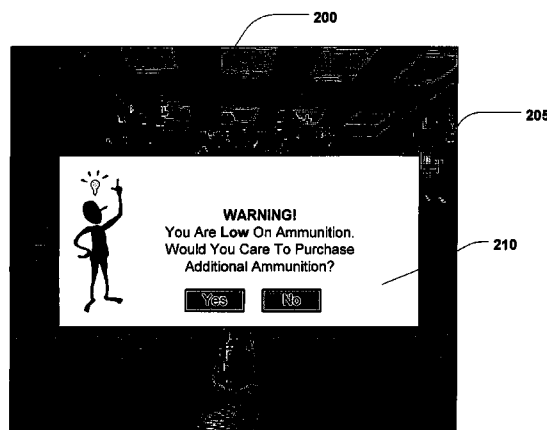 200
205
WARNING!
You Are Low On Ammunition.
Would You Care To Purchase
Additional Ammunition?
210
Yes No